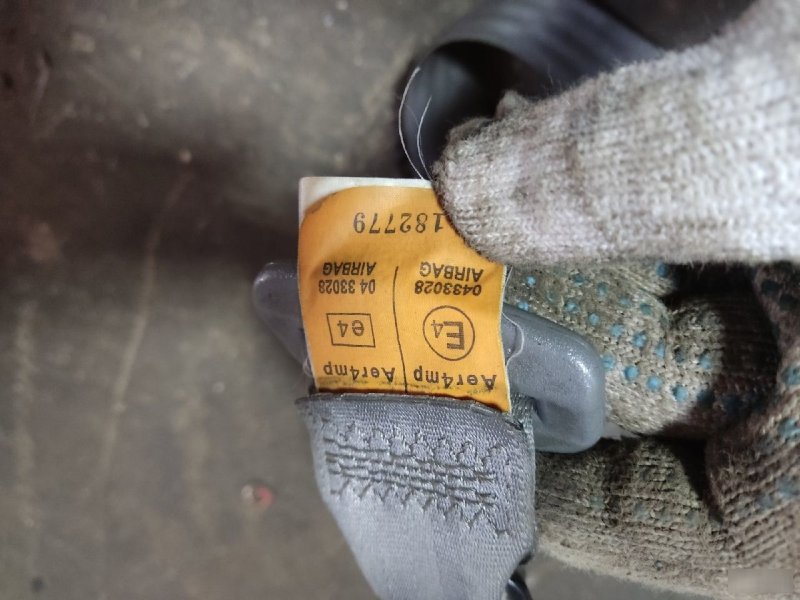 Aer4mp Aer4mp
E4 e4
0433028 04 33028
AIRBAG AIRBAG
182779